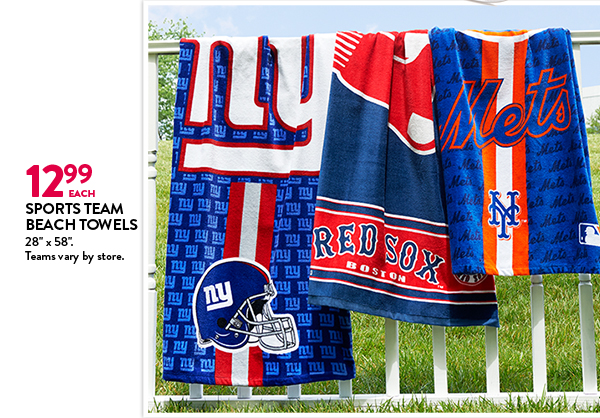 12.99
EACH
SPORTS TEAM
BEACH TOWELS
28" x 58".
Teams vary by store.
ny
ny
RED SOX
BOSTON
Mets
NY